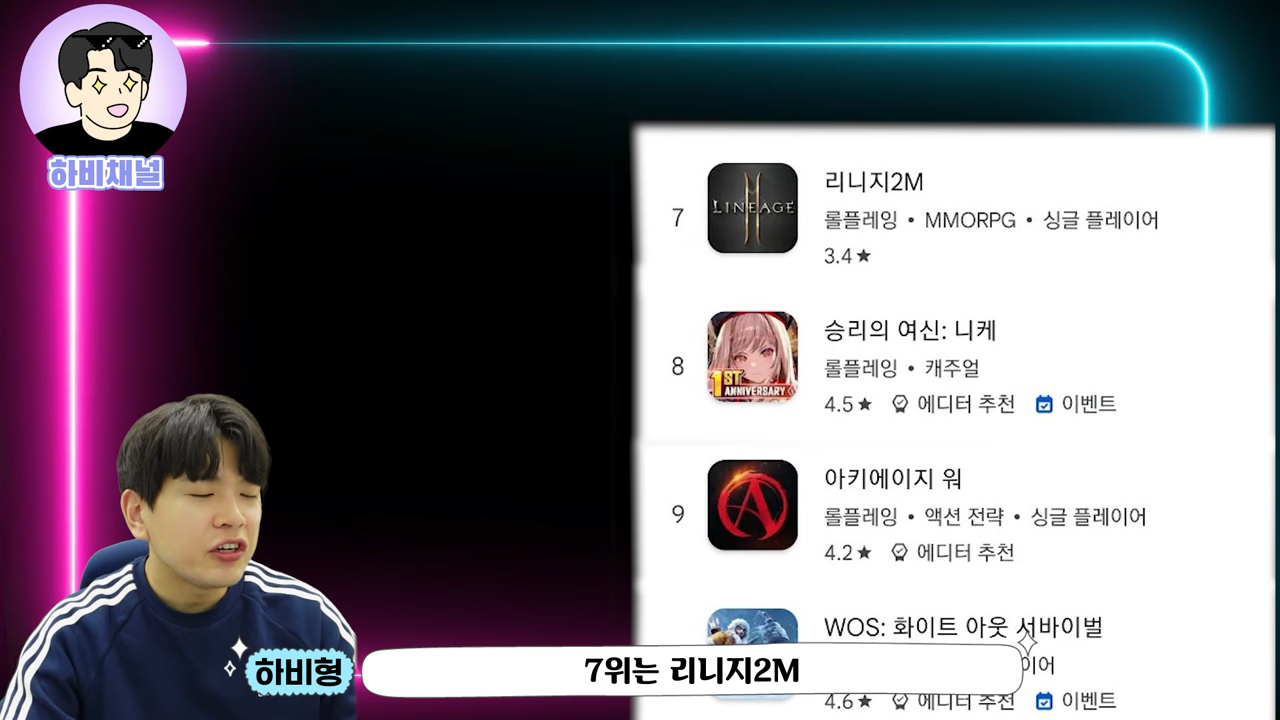 하비채널
7
LINEAGE
리니지2M
롤플레잉 • MMORPG • 싱글 플레이어
3.4★
8
1ST
ANNIVERSARY
승리의 여신: 니케
롤플레잉 • 캐주얼
4.5★ 에디터 추천 이벤트
9
아키에이지 워
롤플레잉 • 액션 전략 • 싱글 플레이어
4.2★ 에디터 추천
WOS: 화이트 아웃 서바이벌
4.6★ 에디터 추천 이벤트
하비형
7위는 리니지2M